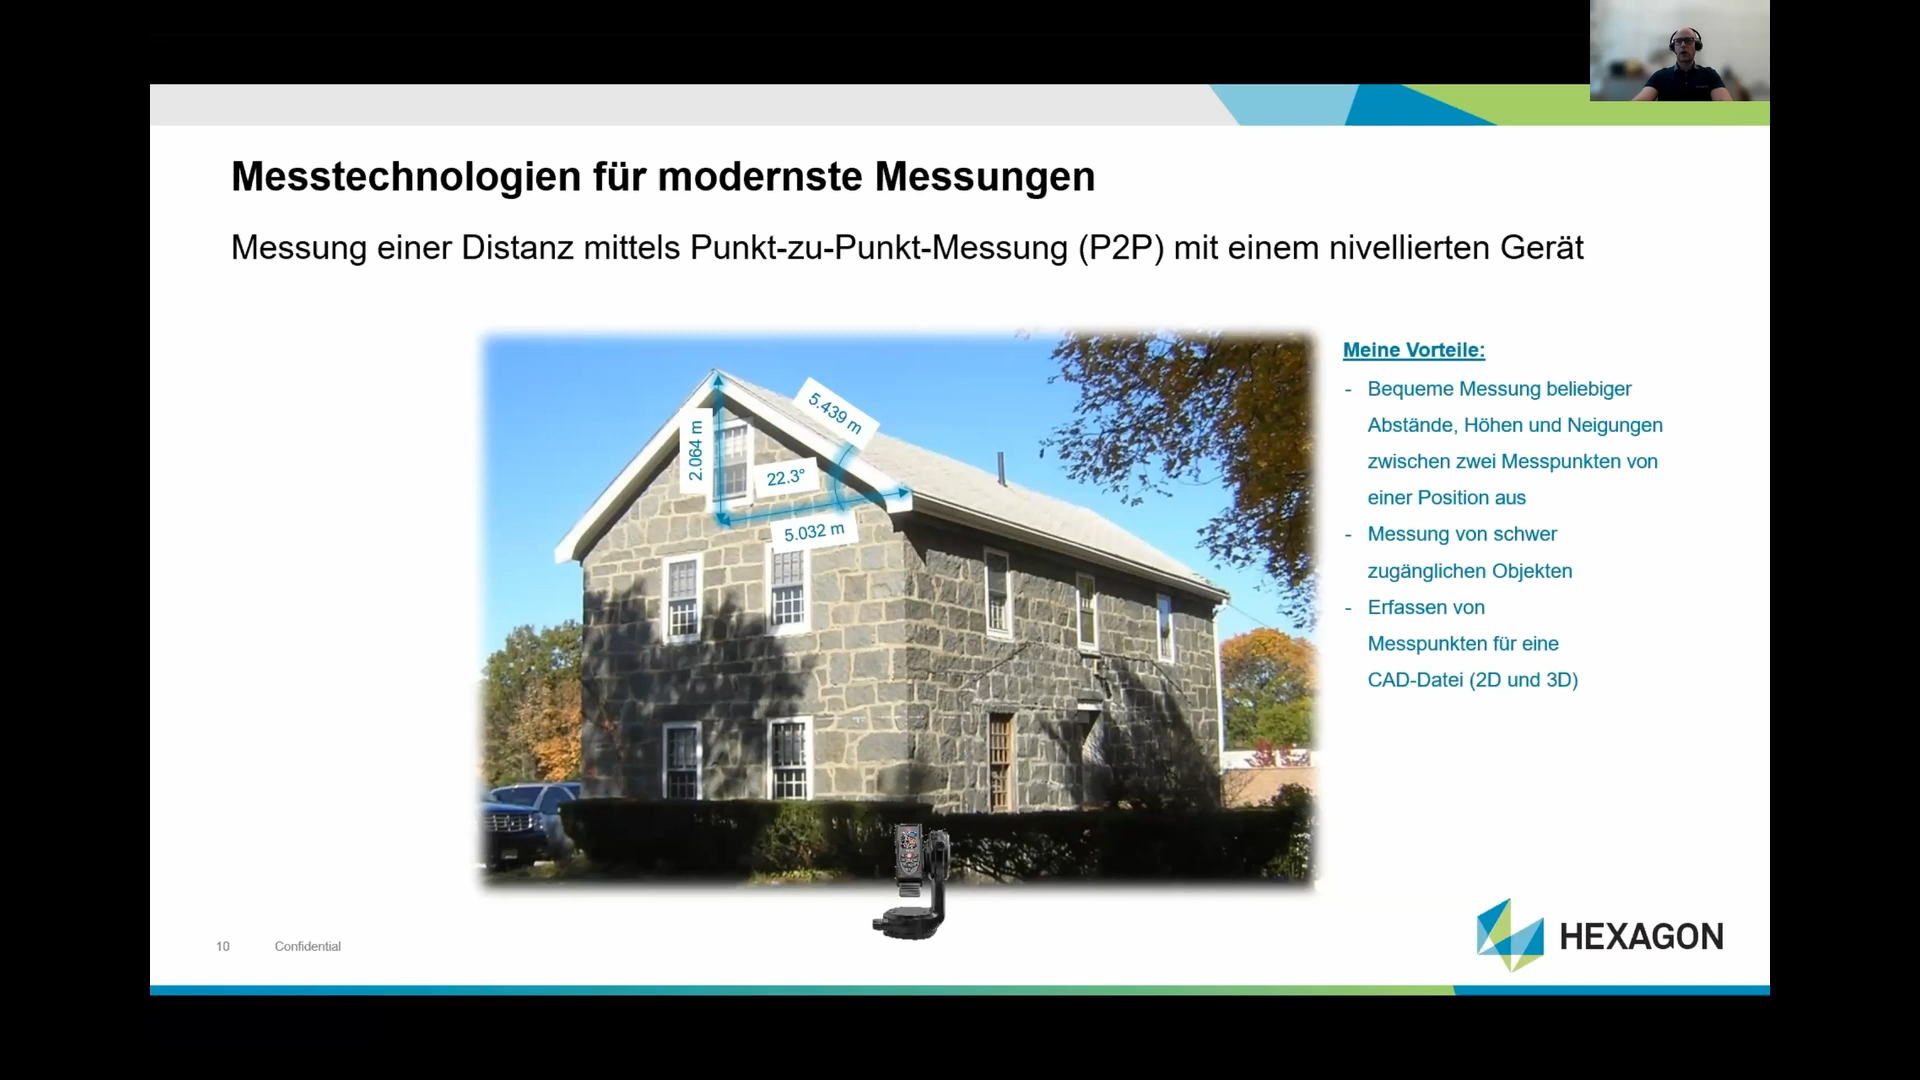 Messtechnologien für modernste Messungen
Messung einer Distanz mittels Punkt-zu-Punkt-Messung (P2P) mit einem nivellierten Gerät
5.439 m
2.064 m
22.3°
5.032 m
Meine Vorteile:
- Bequeme Messung beliebiger
Abstände, Höhen und Neigungen
zwischen zwei Messpunkten von
einer Position aus
- Messung von schwer
zugänglichen Objekten
- Erfassen von
Messpunkten für eine
CAD-Datei (2D und 3D)
10
Confidential
HEXAGON